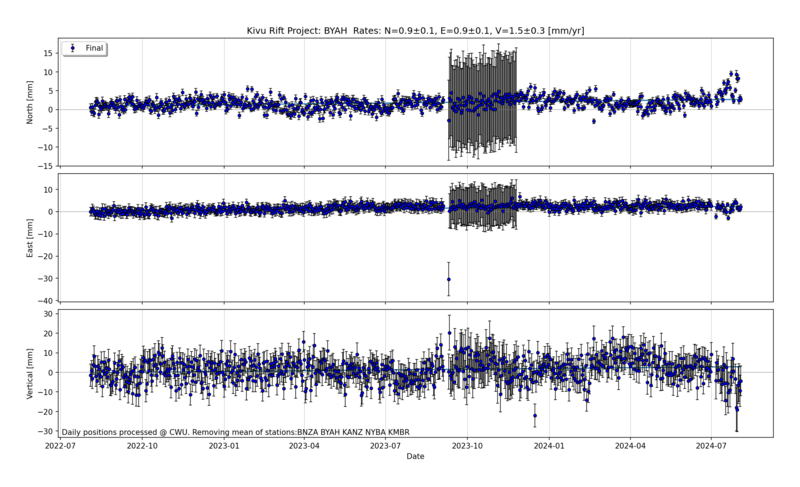 Kivu Rift Project: BYAH  Rates: N=0.9±0.1, E=0.9±0.1, V=1.5±0.3 [mm/yr]
Final
North [mm]
15
10
5
0
−5
−10
−15
East [mm]
10
0
−10
−20
−30
−40
Vertical [mm]
30
20
10
0
−10
−20
−30
Daily positions processed @ CWU. Removing mean of stations:BNZA BYAH KANZ NYBA KMBR
2022-07 2022-10 2023-01 2023-04 2023-07 2023-10 2024-01 2024-04 2024-07
Date